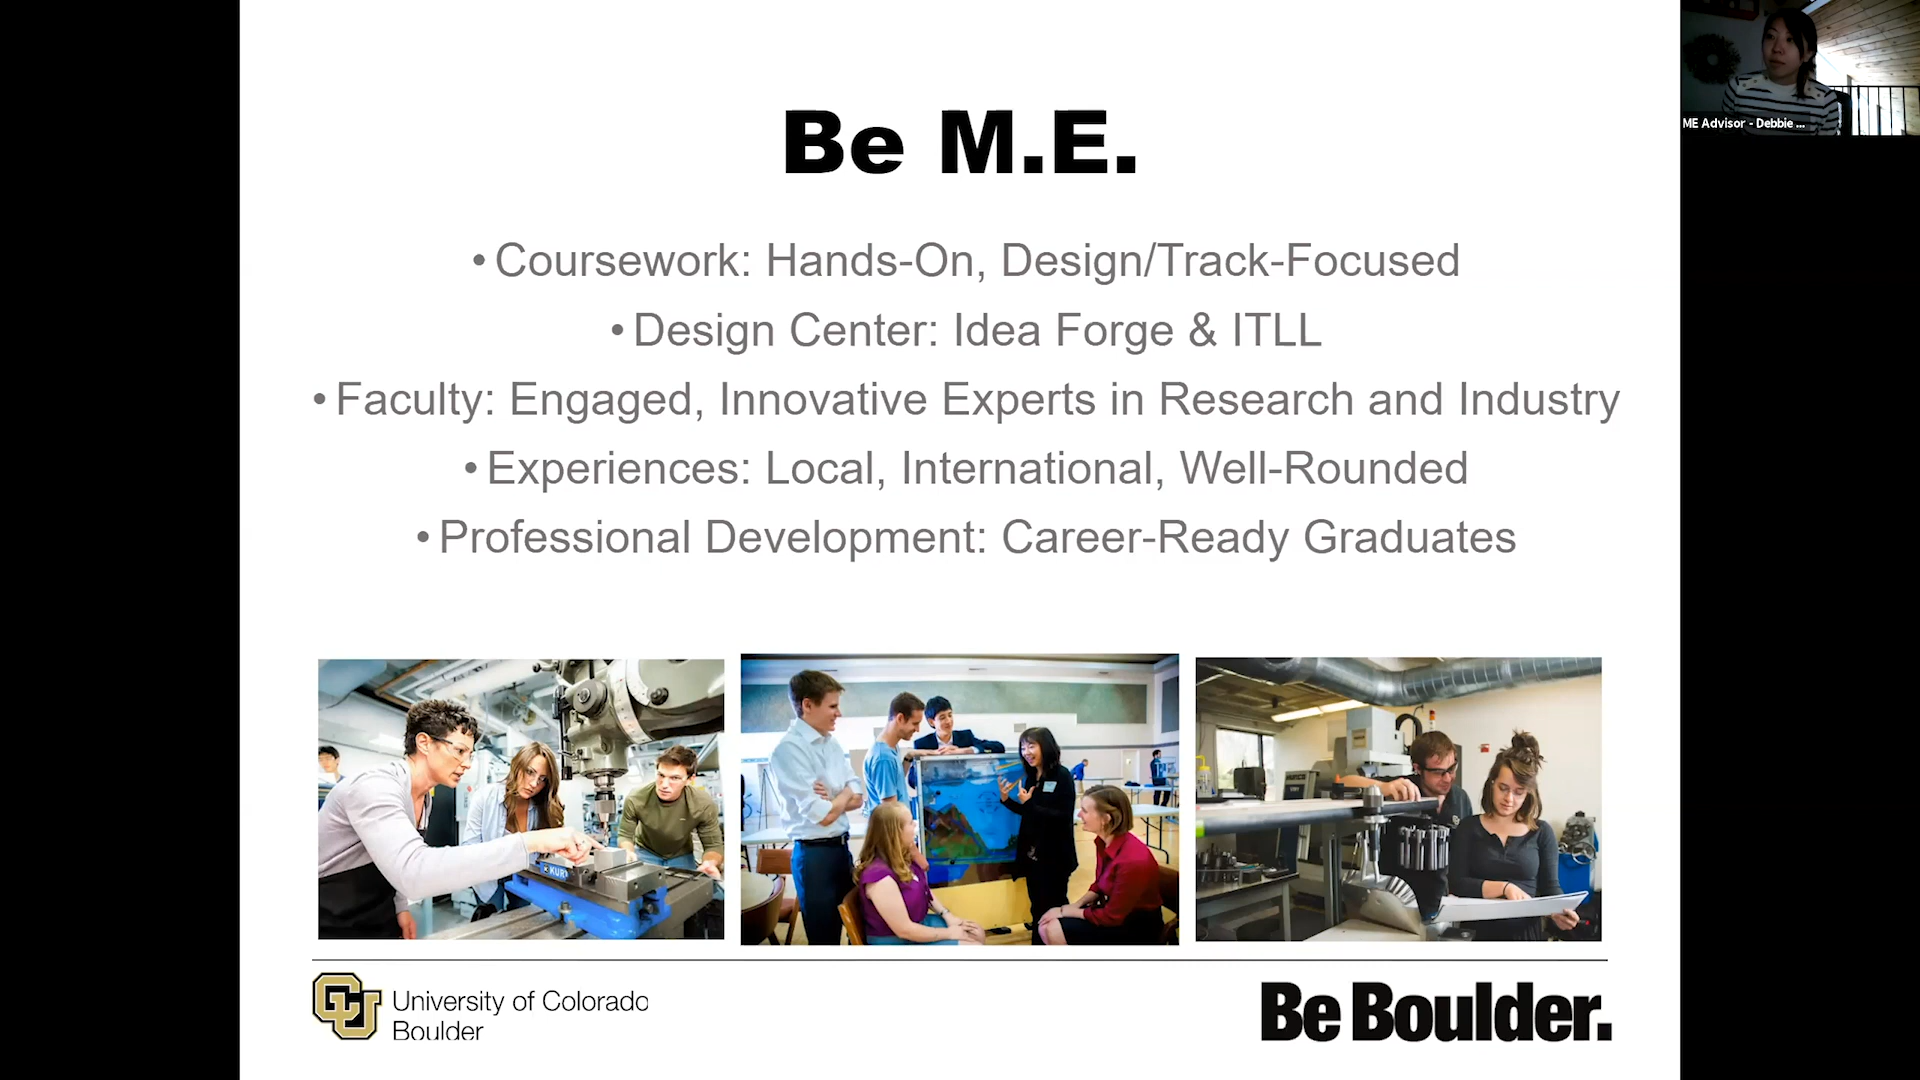 Be M.E.
• Coursework: Hands-On, Design/Track-Focused
• Design Center: Idea Forge & ITLL
• Faculty: Engaged, Innovative Experts in Research and Industry
• Experiences: Local, International, Well-Rounded
• Professional Development: Career-Ready Graduates
ME Advisor - Debbie ...
KURT
University of Colorado
Boulder
Be Boulder.